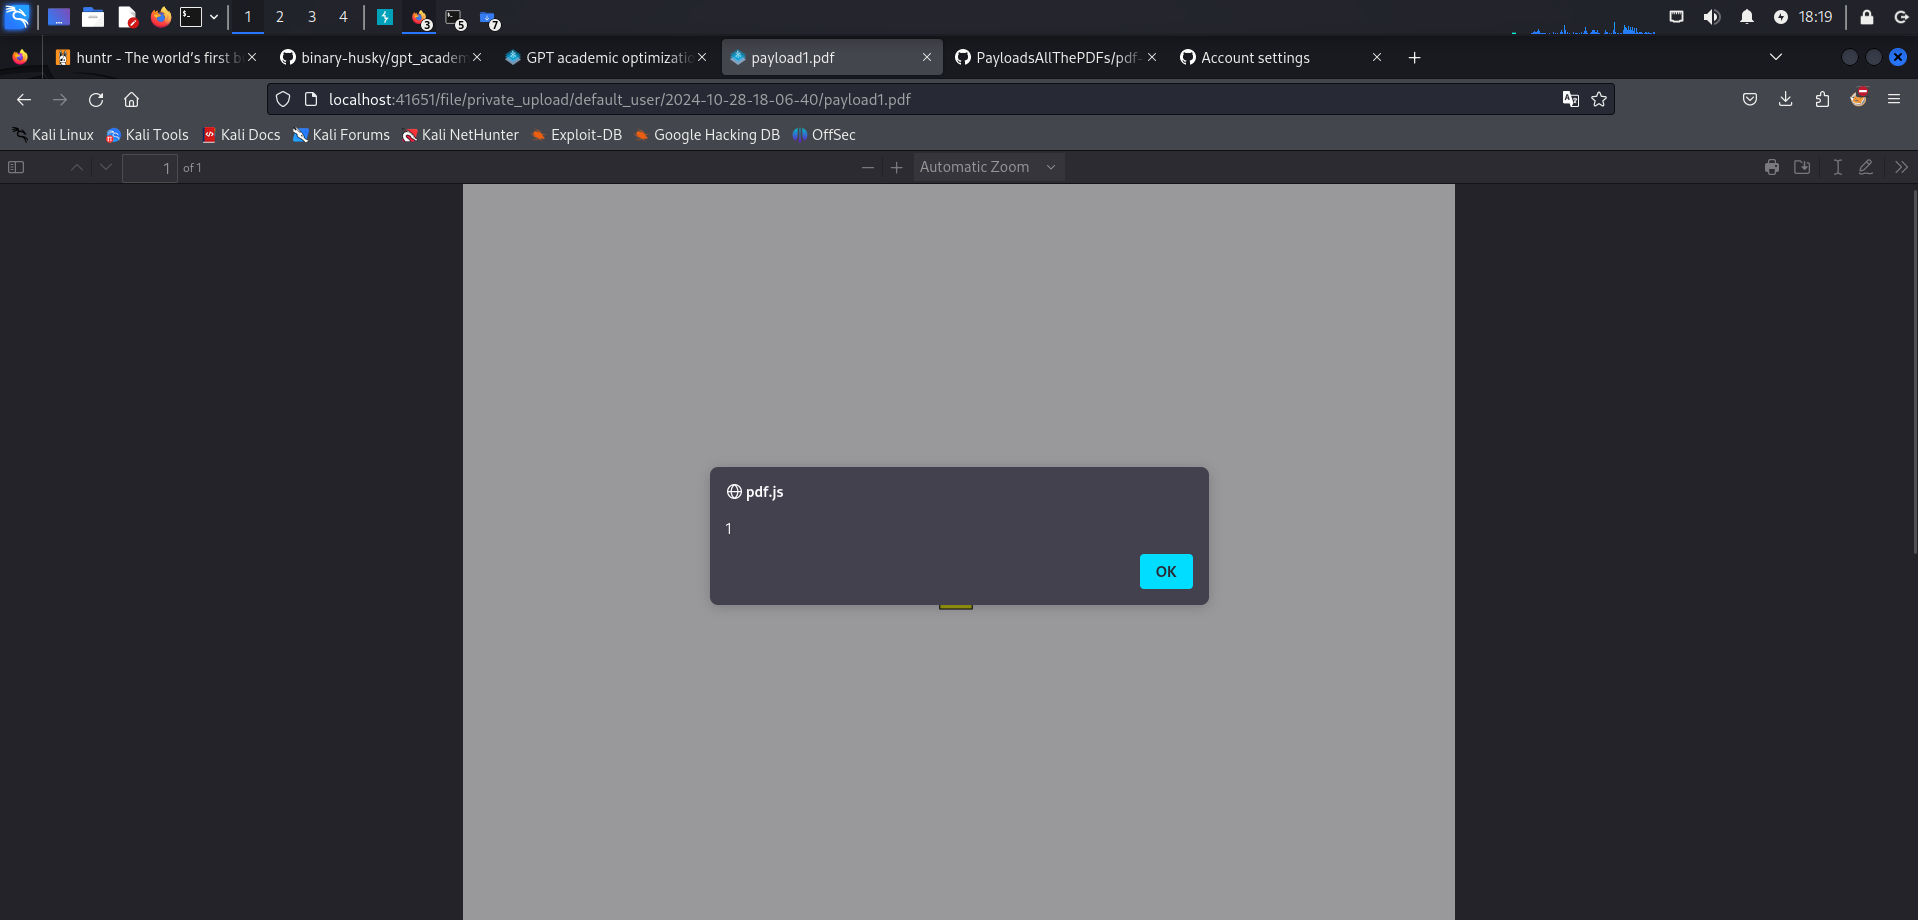 1 2 3 4 3 5 7 18:19
huntr - The world's first b binary-husky/gpt_academ GPT academic optimizatio payload1.pdf PayloadsAllThePDFs/pdf- Account settings
localhost:41651/file/private_upload/default_user/2024-10-28-18-06-40/payload1.pdf
Kali Linux Kali Tools Kali Docs Kali Forums Kali NetHunter Exploit-DB Google Hacking DB OffSec
1 of 1 Automatic Zoom
pdf.js
1
OK